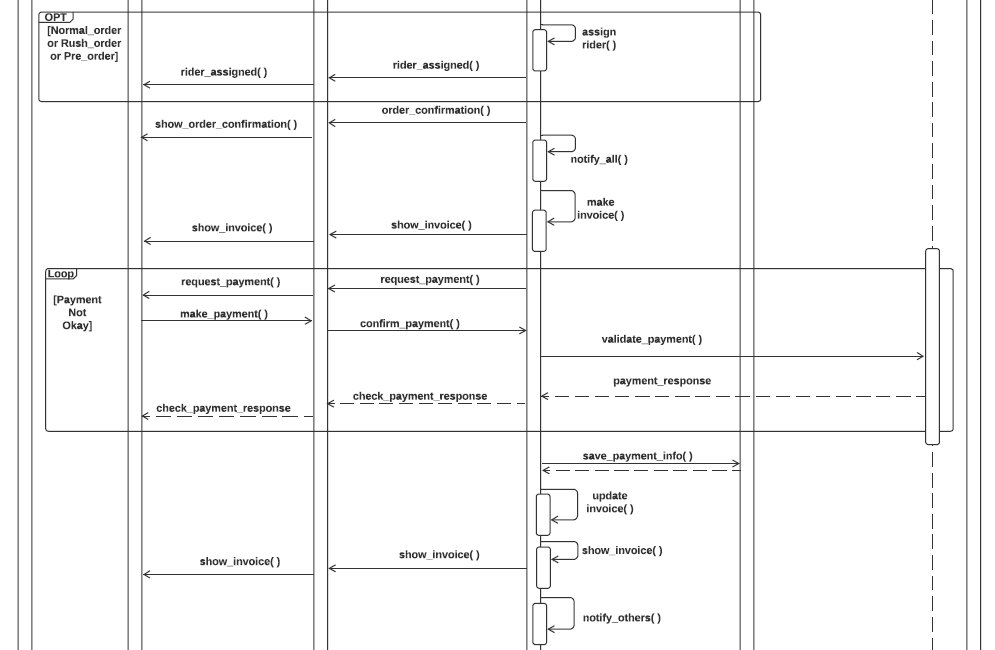 OPT
[Normal_order
or Rush_order
or Pre_order]
assign
rider( )
rider_assigned( )
rider_assigned( )
order_confirmation( )
show_order_confirmation( )
notify_all( )
make
invoice( )
show_invoice( )
show_invoice( )
Loop
[Payment
Not
Okay]
request_payment( )
request_payment( )
make_payment( )
confirm_payment( )
validate_payment( )
payment_response
check_payment_response
check_payment_response
save_payment_info( )
update
invoice( )
show_invoice( )
show_invoice( )
show_invoice( )
notify_others( )